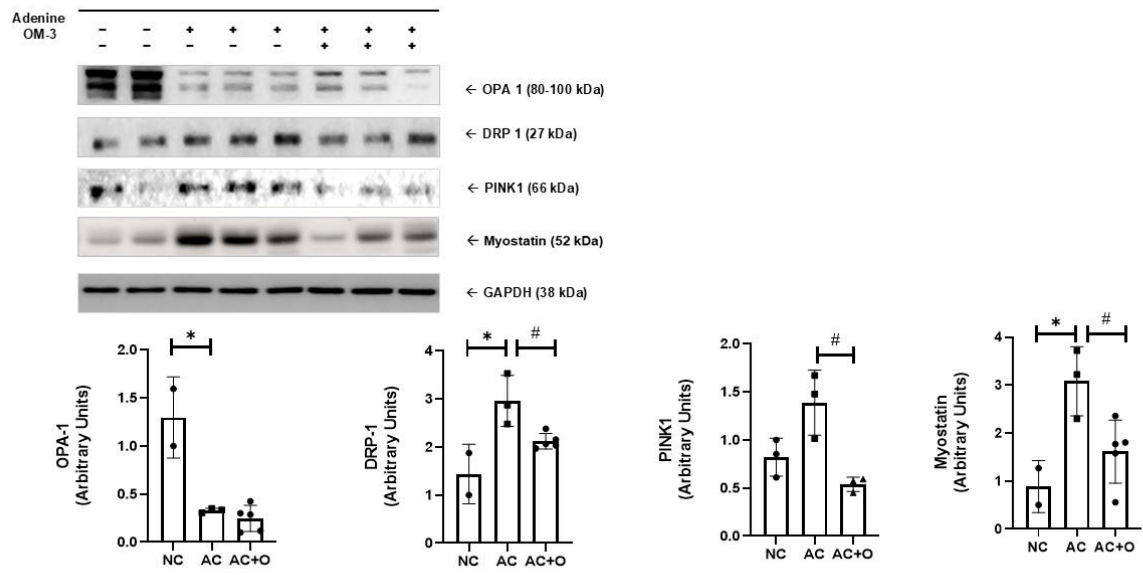 Adenine − − + + + + + +
OM-3 − − − − − + + +
← OPA 1 (80-100 kDa)
← DRP 1 (27 kDa)
← PINK1 (66 kDa)
← Myostatin (52 kDa)
← GAPDH (38 kDa)
OPA-1
(Arbitrary Units)
2.0
1.5
1.0
0.5
0.0
*
NC AC AC+O
DRP-1
(Arbitrary Units)
4
3
2
1
0
* #
NC AC AC+O
PINK1
(Arbitrary Units)
2.0
1.5
1.0
0.5
0.0
#
NC AC AC+O
Myostatin
(Arbitrary Units)
4
3
2
1
0
* #
NC AC AC+O